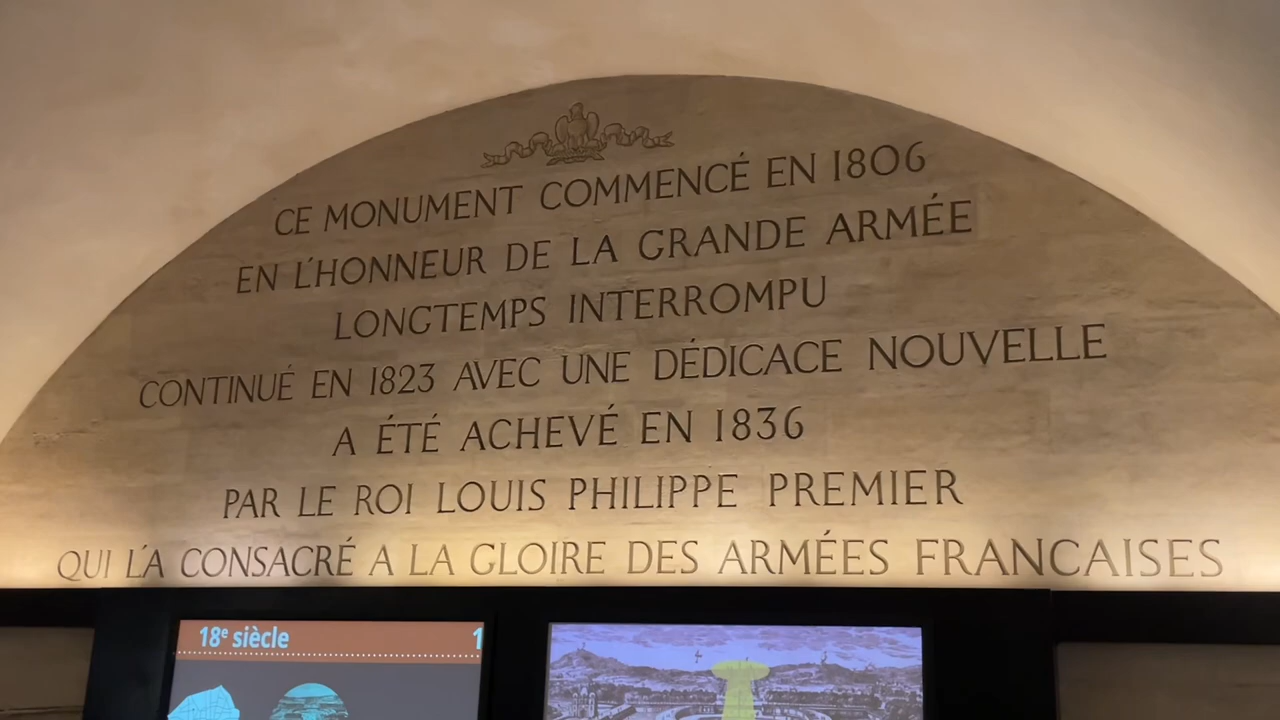 CE MONUMENT COMMENCÉ EN 1806
EN L'HONNEUR DE LA GRANDE ARMÉE
LONGTEMPS INTERROMPU
CONTINUÉ EN 1823 AVEC UNE DÉDICACE NOUVELLE
A ÉTÉ ACHEVÉ EN 1836
PAR LE ROI LOUIS PHILIPPE PREMIER
QUI L'A CONSACRÉ A LA GLOIRE DES ARMÉES FRANCAISES
18e siècle